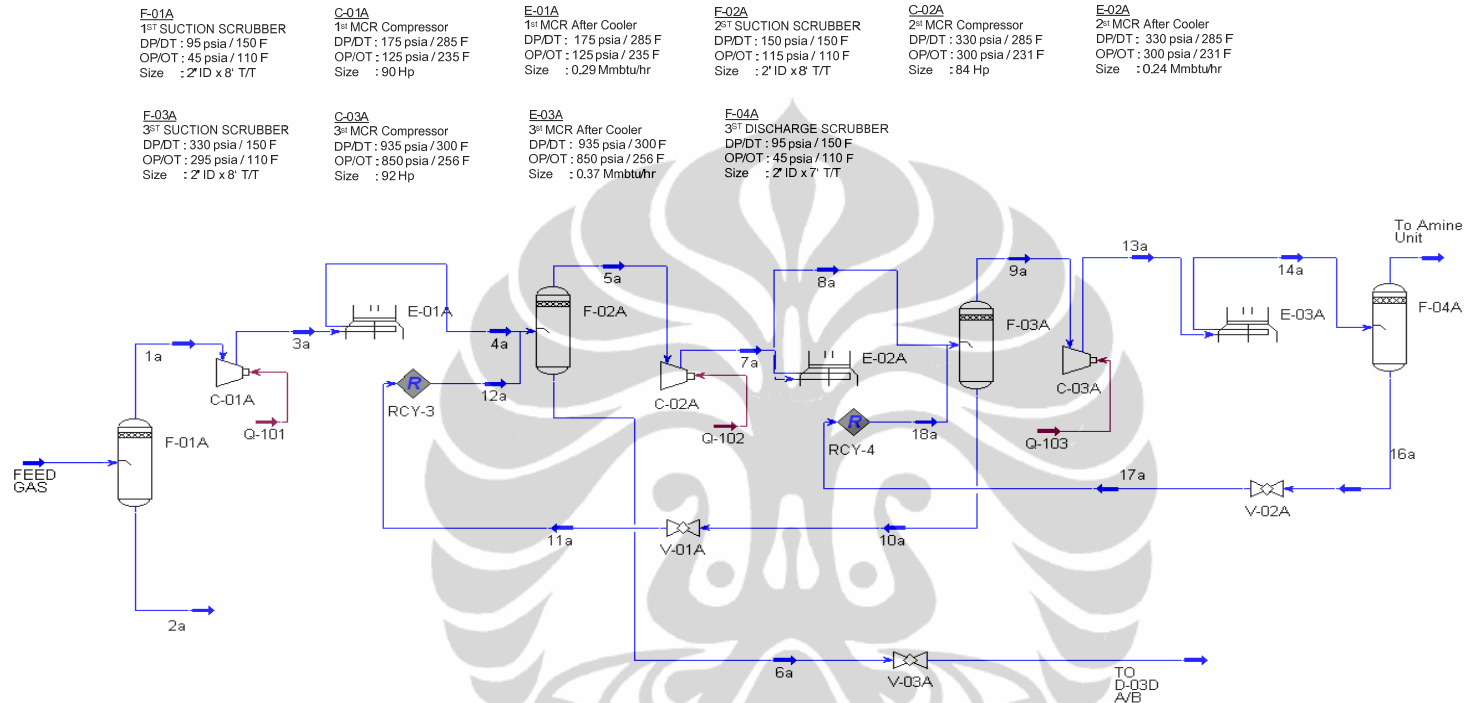 F-01A
1ST SUCTION SCRUBBER
DP/DT : 95 psia / 150 F
OP/OT : 45 psia / 110 F
Size : 2" ID x 8' T/T
C-01A
1st MCR Compressor
DP/DT : 175 psia / 285 F
OP/OT : 125 psia / 235 F
Size : 90 Hp
E-01A
1st MCR After Cooler
DP/DT : 175 psia / 285 F
OP/OT : 125 psia / 235 F
Size : 0.29 Mmbtu/hr
F-02A
2ST SUCTION SCRUBBER
DP/DT : 150 psia / 150 F
OP/OT : 115 psia / 110 F
Size : 2' ID x 8' T/T
C-02A
2st MCR Compressor
DP/DT : 330 psia / 285 F
OP/OT : 300 psia / 231 F
Size : 84 Hp
E-02A
2st MCR After Cooler
DP/DT : 330 psia / 285 F
OP/OT : 300 psia / 231 F
Size : 0.24 Mmbtu/hr
F-03A
3ST SUCTION SCRUBBER
DP/DT : 330 psia / 150 F
OP/OT : 295 psia / 110 F
Size : 2" ID x 8' T/T
C-03A
3st MCR Compressor
DP/DT : 935 psia / 300 F
OP/OT : 850 psia / 256 F
Size : 92 Hp
E-03A
3st MCR After Cooler
DP/DT : 935 psia / 300 F
OP/OT : 850 psia / 256 F
Size : 0.37 Mmbtu/hr
F-04A
3ST DISCHARGE SCRUBBER
DP/DT : 95 psia / 150 F
OP/OT : 45 psia / 110 F
Size : 2" ID x 7' T/T
To Amine
Unit
13a
9a
5a
8a
14a
F-04A
E-01A
F-02A
F-03A
E-03A
1a
3a
4a
7a
E-02A
C-01A
12a
C-02A
C-03A
RCY-3
F-01A
Q-101
Q-102
18a
Q-103
RCY-4
16a
FEED
GAS
17a
V-02A
11a
V-01A
10a
2a
6a
V-03A
TO
D-03D
A/B
R
R